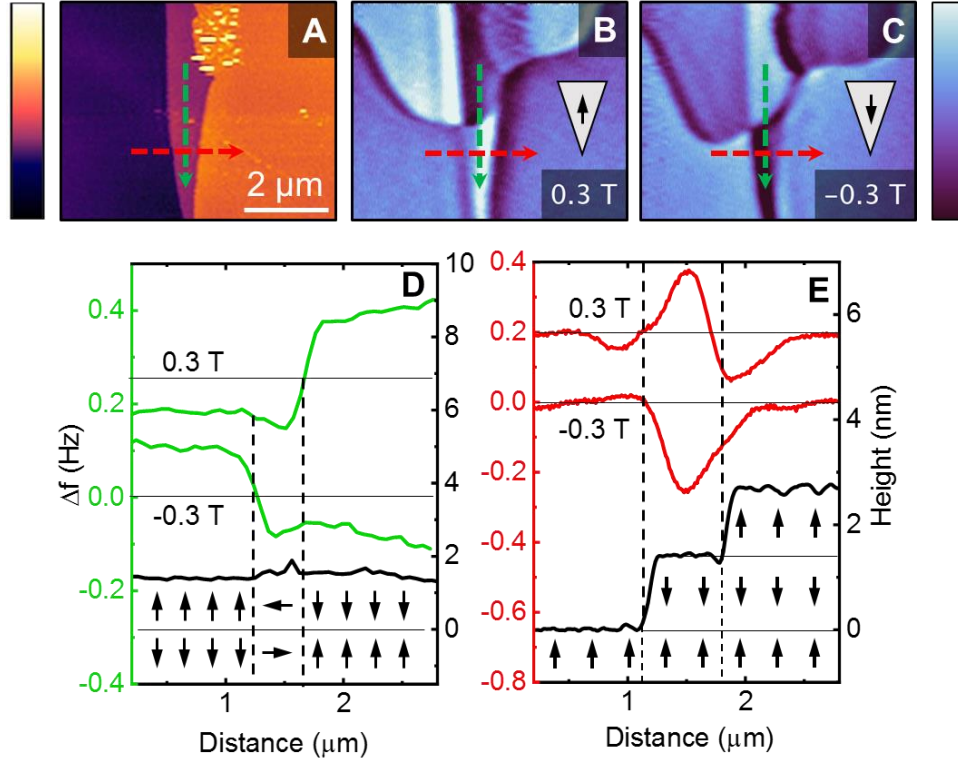 A
B
C
2 μm
0.3 T
−0.3 T
D
10
0.4
8
0.3 T
0.2
6
Δf (Hz)
4
0.0
-0.3 T
2
-0.2
0
-0.4
1
2
Distance (μm)
E
0.4
6
0.3 T
0.2
4
0.0
-0.3 T
Height (nm)
-0.2
2
-0.4
-0.6
0
-0.8
1
2
Distance (μm)